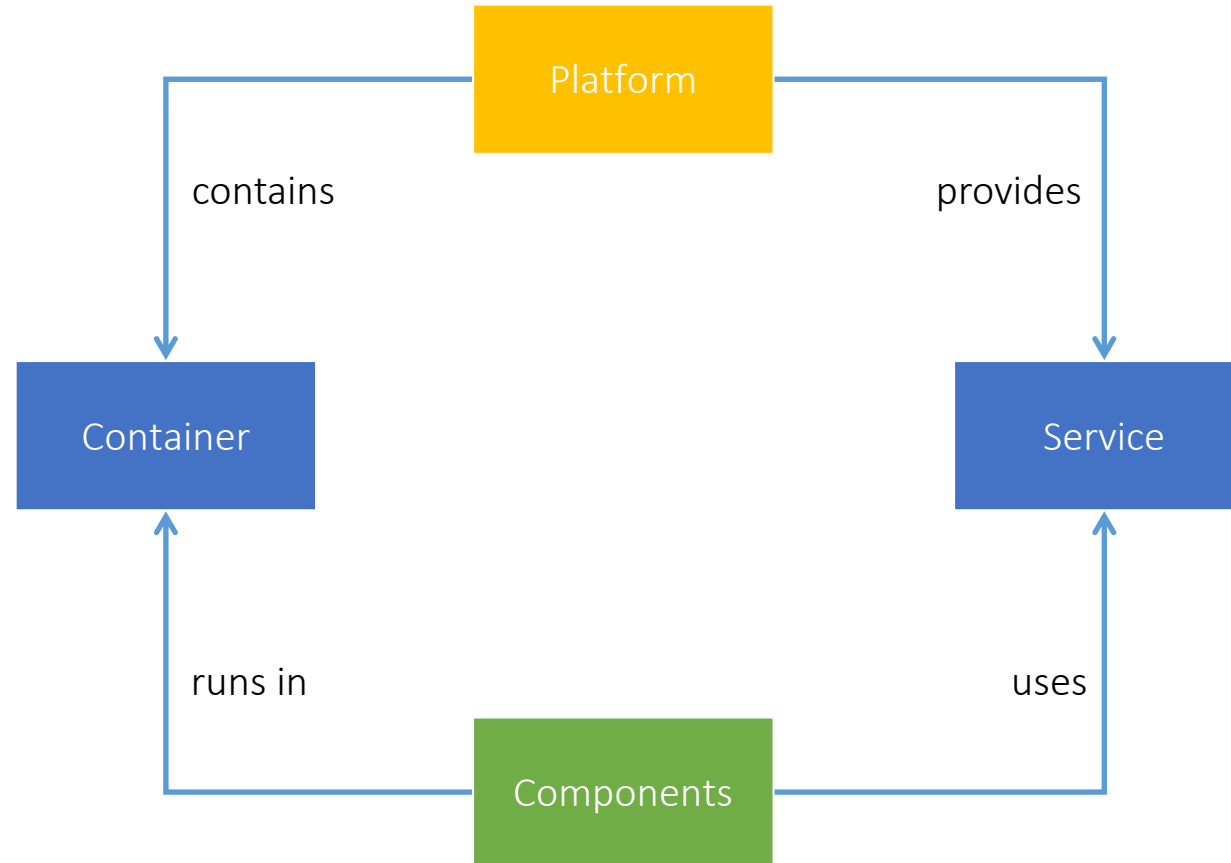 Platform
contains
provides
Container
Service
runs in
uses
Components